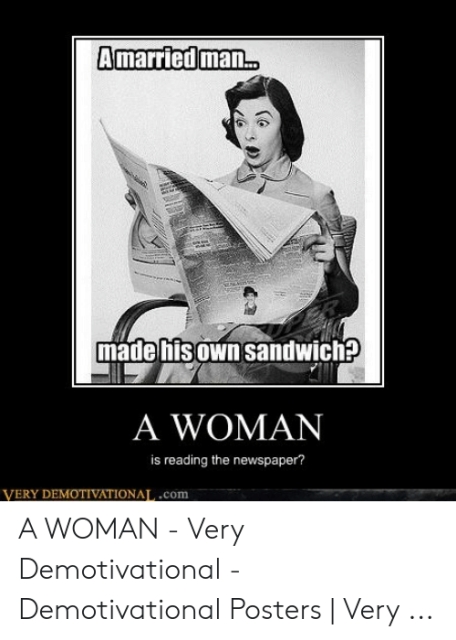 A married man...
made his own sandwich?
A WOMAN
is reading the newspaper?
VERY DEMOTIVATIONAL .com
A WOMAN - Very
Demotivational -
Demotivational Posters | Very ...